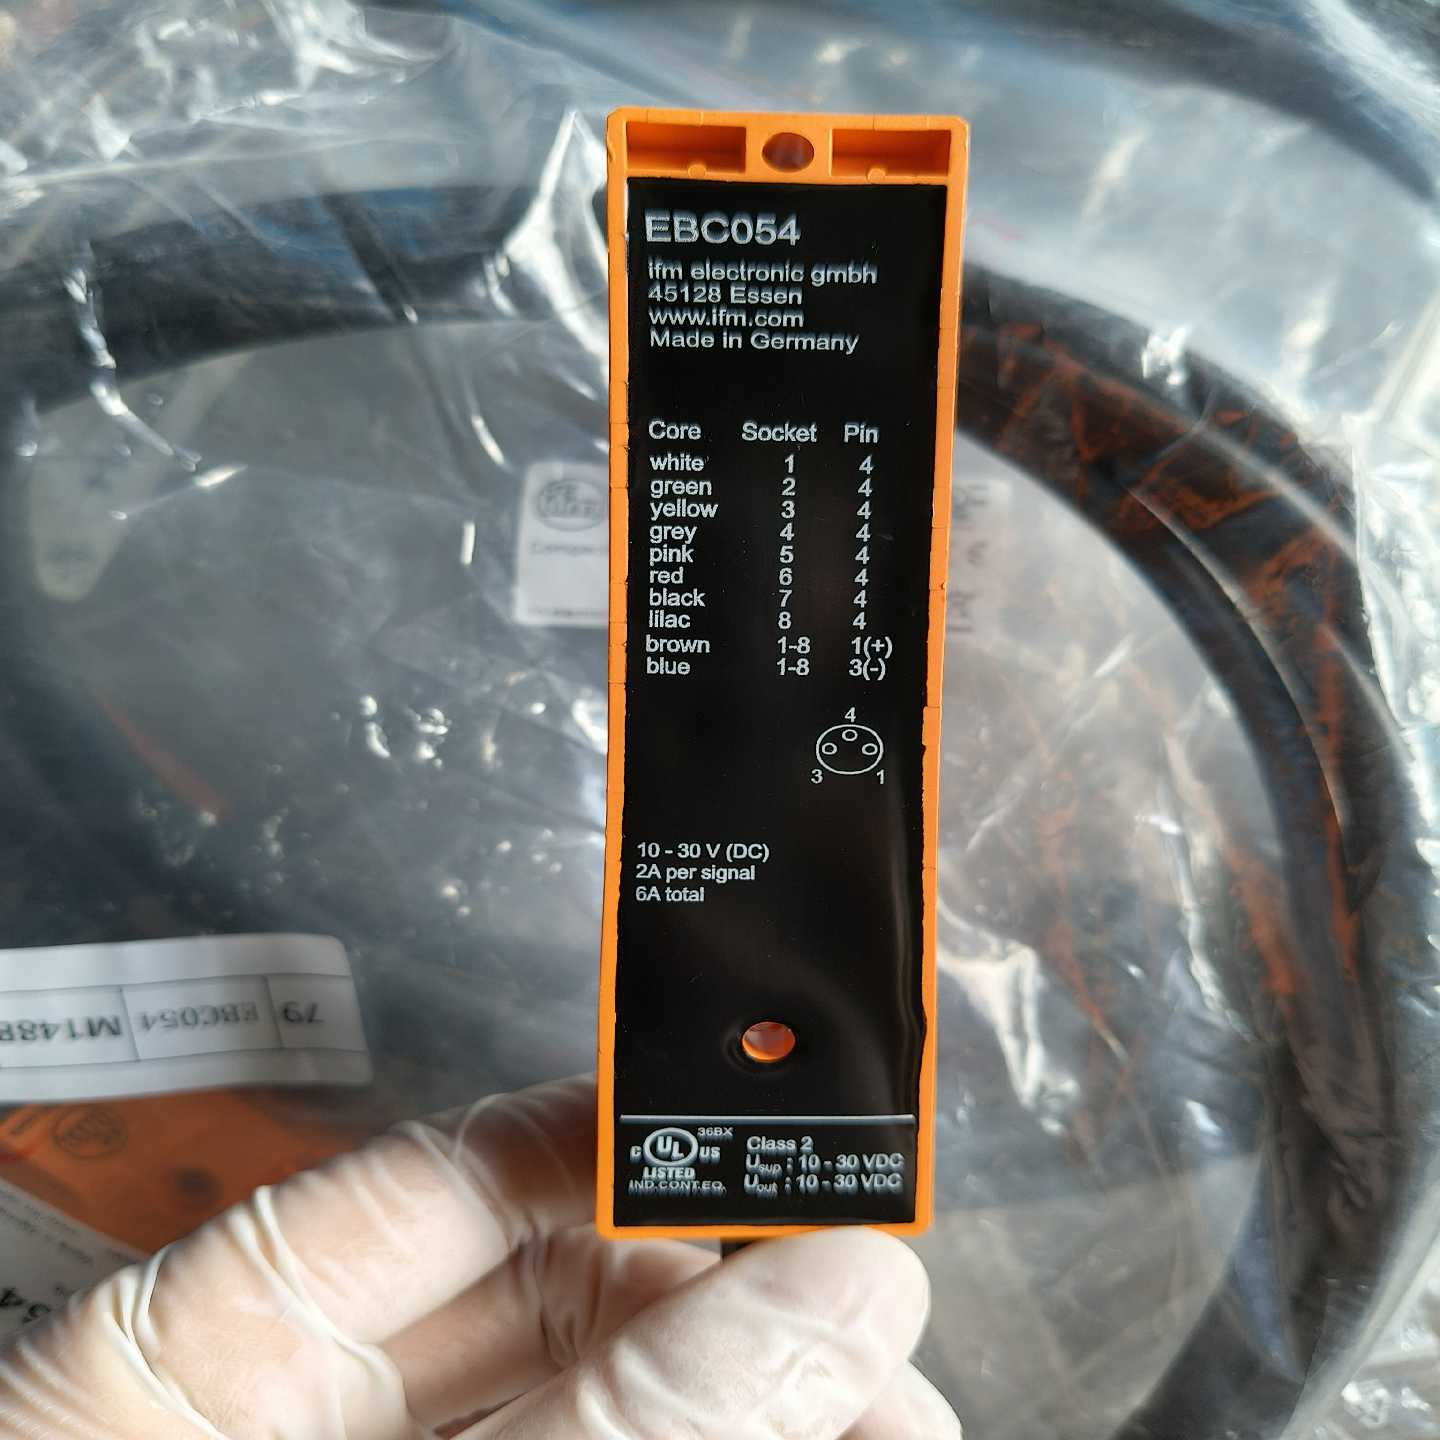 EBC054
ifm electronic gmbh
45128 Essen
www.ifm.com
Made in Germany
Core Socket Pin
white 1 4
green 2 4
yellow 3 4
grey 4 4
pink 5 4
red 6 4
black 7 4
lilac 8 4
brown 1-8 1(+)
blue 1-8 3(-)
4
3 1
10 - 30 V (DC)
2A per signal
6A total
36BX
C UL US
LISTED
IND.CONT.EQ.
Class 2
Usup : 10 - 30 VDC
Uout : 10 - 30 VDC
79 EBC054 M148